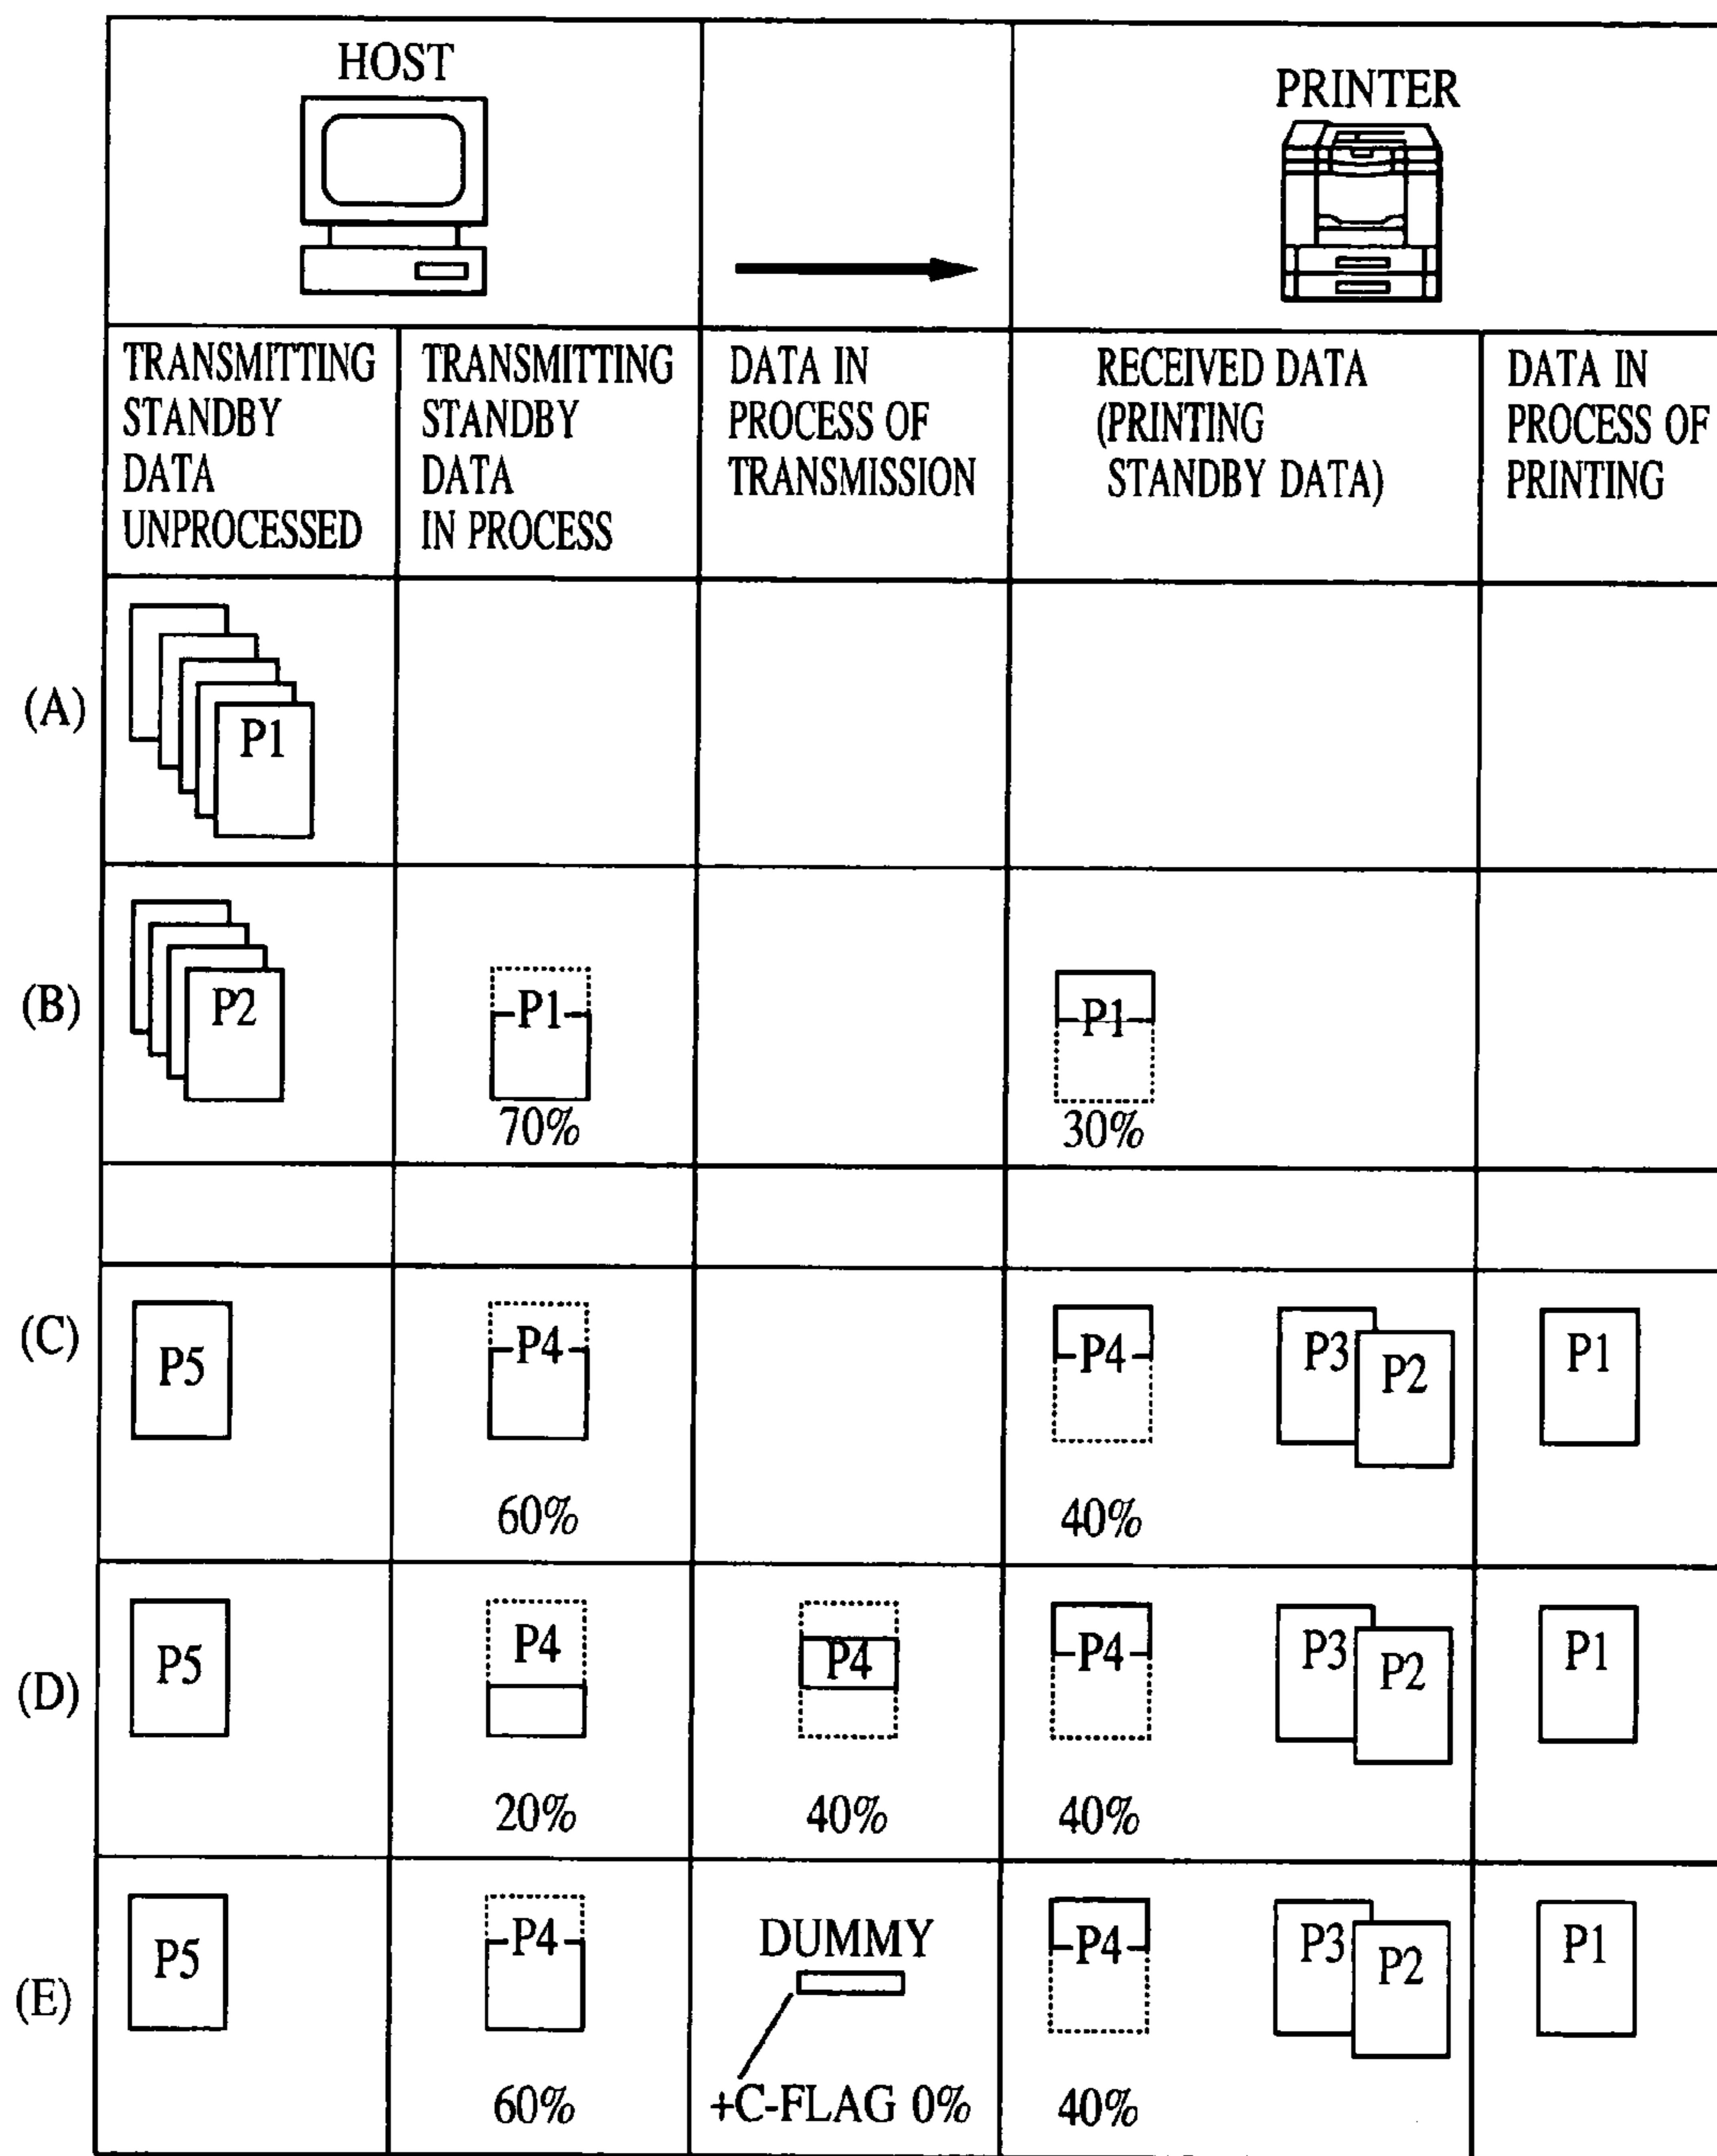 HOST
PRINTER
TRANSMITTING
STANDBY
DATA
UNPROCESSED
TRANSMITTING
STANDBY
DATA
IN PROCESS
DATA IN
PROCESS OF
TRANSMISSION
RECEIVED DATA
(PRINTING
STANDBY DATA)
DATA IN
PROCESS OF
PRINTING
(A)
P1
(B)
P2
P1
70%
P1
30%
(C)
P5
P4
60%
P4
40%
P3
P2
P1
(D)
P5
P4
20%
P4
40%
P4
40%
P3
P2
P1
(E)
P5
P4
60%
DUMMY
+C-FLAG 0%
P4
40%
P3
P2
P1